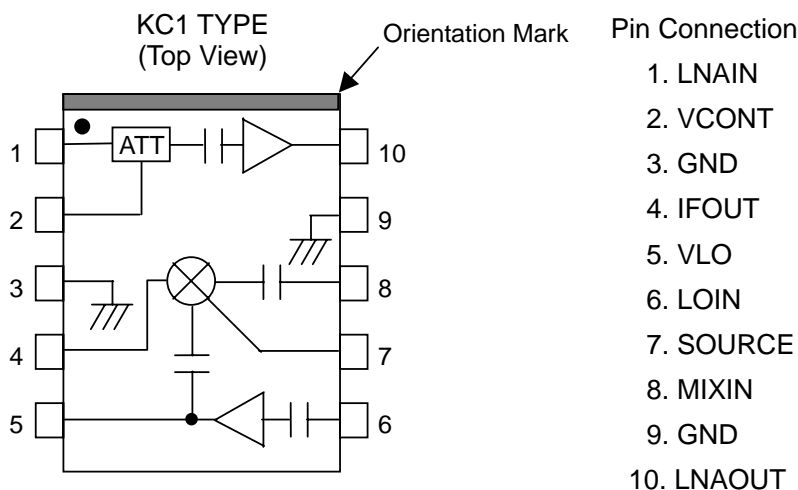 KC1 TYPE
(Top View)
Orientation Mark
1
2
3
4
5
ATT
10
9
8
7
6
Pin Connection
1. LNAIN
2. VCONT
3. GND
4. IFOUT
5. VLO
6. LOIN
7. SOURCE
8. MIXIN
9. GND
10. LNAOUT